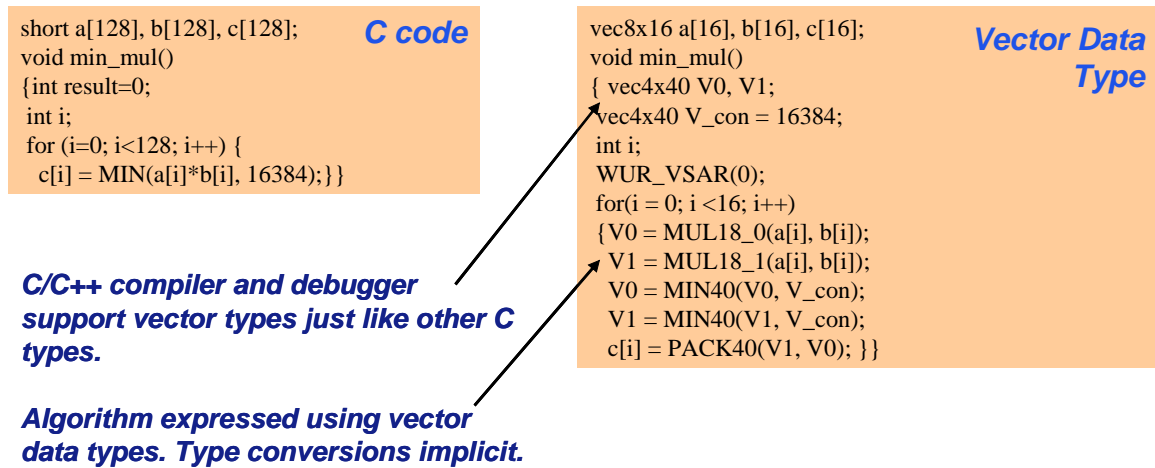 short a[128], b[128], c[128];
void min_mul()
{int result=0;
int i;
for (i=0; i<128; i++) {
c[i] = MIN(a[i]*b[i], 16384);}}
C code
C/C++ compiler and debugger
support vector types just like other C
types.
Algorithm expressed using vector
data types. Type conversions implicit.
vec8x16 a[16], b[16], c[16];
void min_mul()
{ vec4x40 V0, V1;
vec4x40 V_con = 16384;
int i;
WUR_VSAR(0);
for(i = 0; i <16; i++)
{V0 = MUL18_0(a[i], b[i]);
V1 = MUL18_1(a[i], b[i]);
V0 = MIN40(V0, V_con);
V1 = MIN40(V1, V_con);
c[i] = PACK40(V1, V0); }}
Vector Data
Type